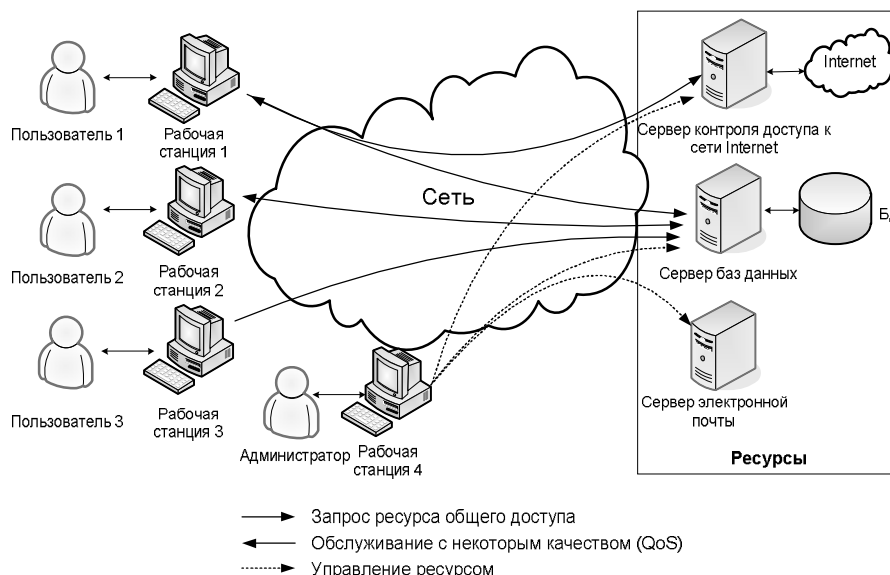 Пользователь 1
Рабочая
станция 1
Пользователь 2
Рабочая
станция 2
Пользователь 3
Рабочая
станция 3
Администратор
Рабочая
станция 4
Сеть
Internet
Сервер контроля доступа к
сети Internet
Сервер баз данных
Сервер электронной
почты
Ресурсы
Запрос ресурса общего доступа
Обслуживание с некоторым качеством (QoS)
Управление ресурсом